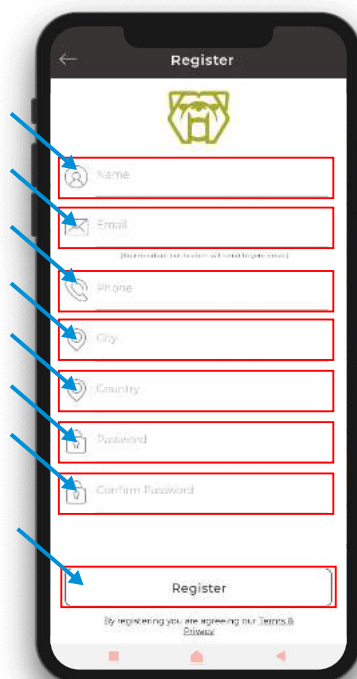 Register
Name
Email
Phone
City
Country
Password
Confirm Password
Register
By registering you are agreeing our Terms &
Privacy